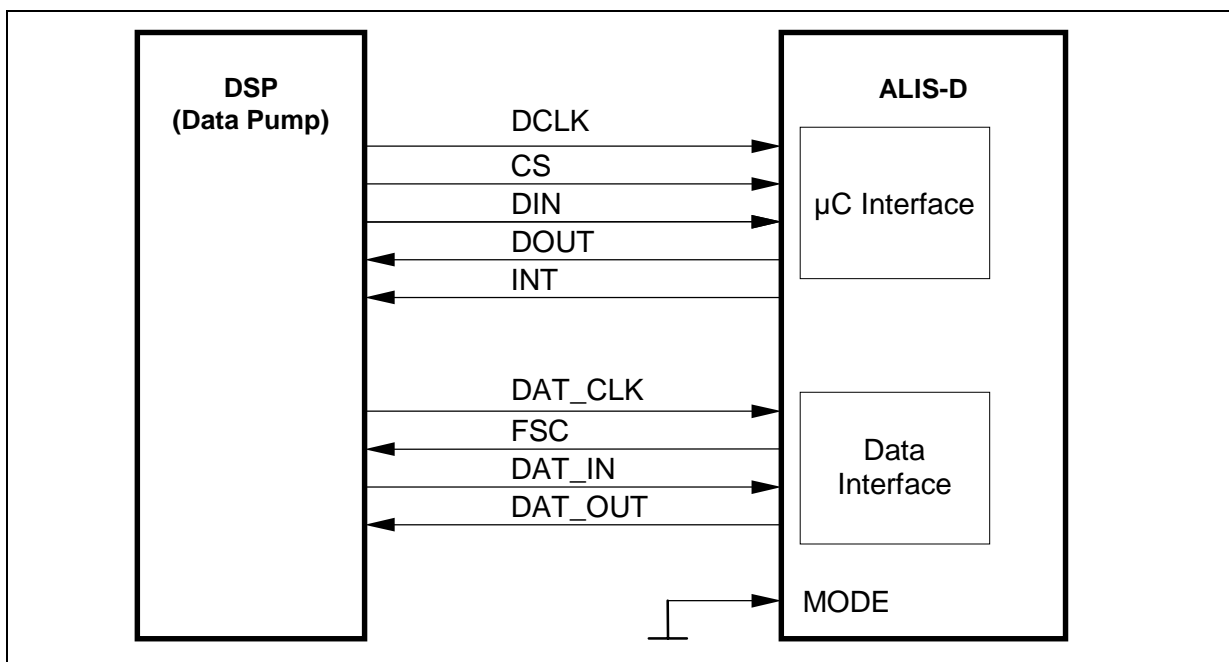 DSP
(Data Pump)
ALIS-D
DCLK
CS
DIN
DOUT
INT
µC Interface
DAT_CLK
FSC
DAT_IN
DAT_OUT
Data
Interface
MODE